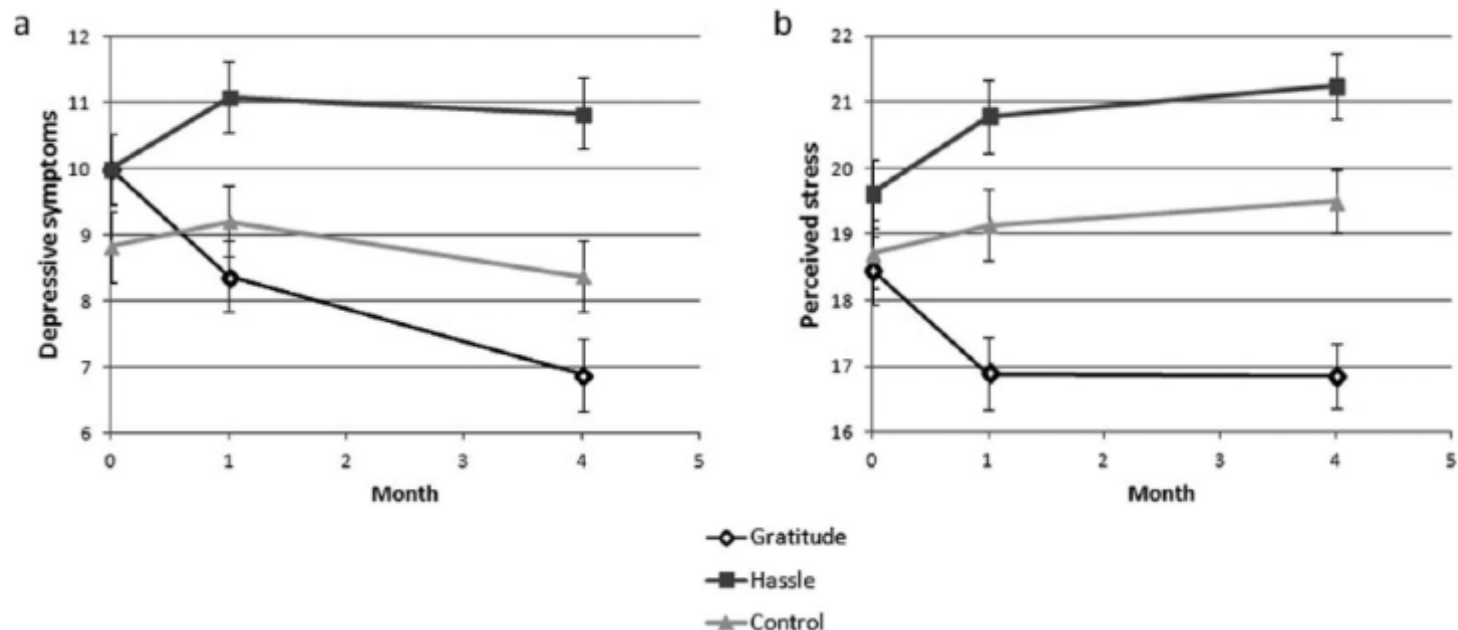 a
b
12
11
10
9
8
7
6
Depressive symptoms
0 1 2 3 4 5
Month
22
21
20
19
18
17
16
Perceived stress
0 1 2 3 4 5
Month
Gratitude
Hassle
Control